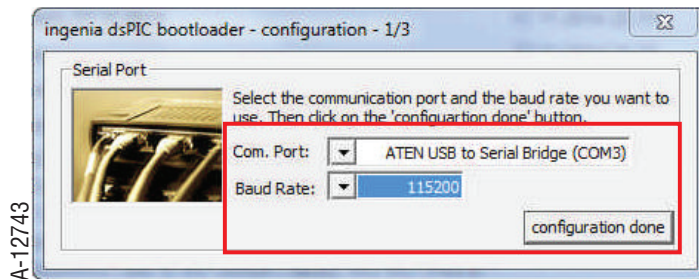 ingenia dsPIC bootloader - configuration - 1/3
Serial Port
Select the communication port and the baud rate you want to
use. Then click on the 'configuartion done' button.
Com. Port: ATEN USB to Serial Bridge (COM3)
Baud Rate: 115200
configuration done
A-12743